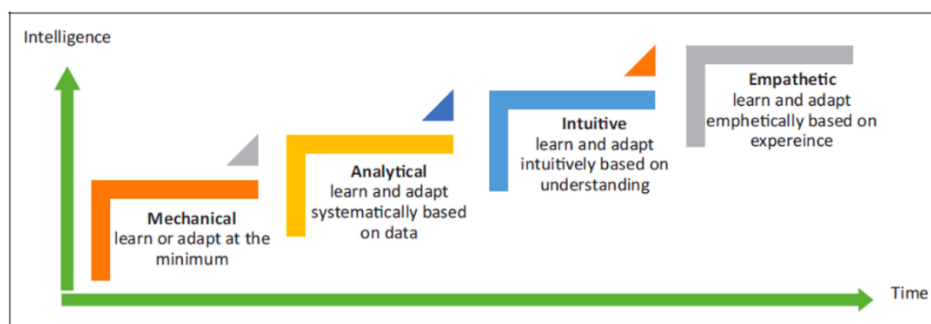 Intelligence
Mechanical
learn or adapt at the
minimum
Analytical
learn and adapt
systematically based
on data
Intuitive
learn and adapt
intuitively based on
understanding
Empathetic
learn and adapt
emphetically based on
expereince
Time